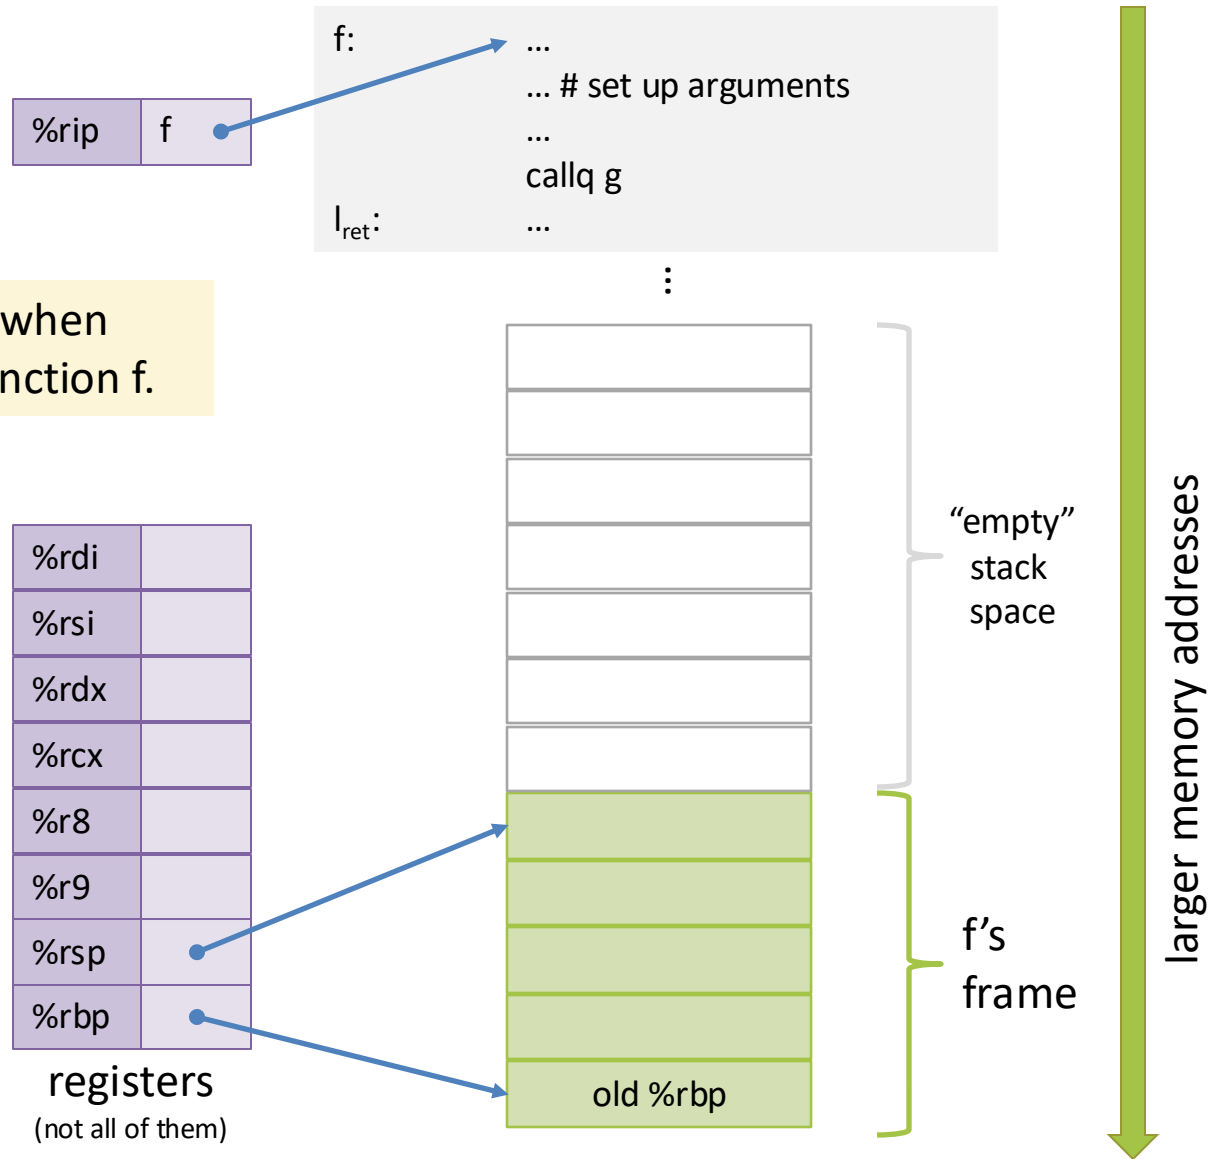 f: …
… # set up arguments
%rip f
…
callq g
lret: …
⋮
when
nction f.
%rdi
%rsi
%rdx
%rcx
%r8
%r9
%rsp
%rbp
registers
(not all of them)
old %rbp
“empty”
stack
space
f’s
frame
larger memory addresses